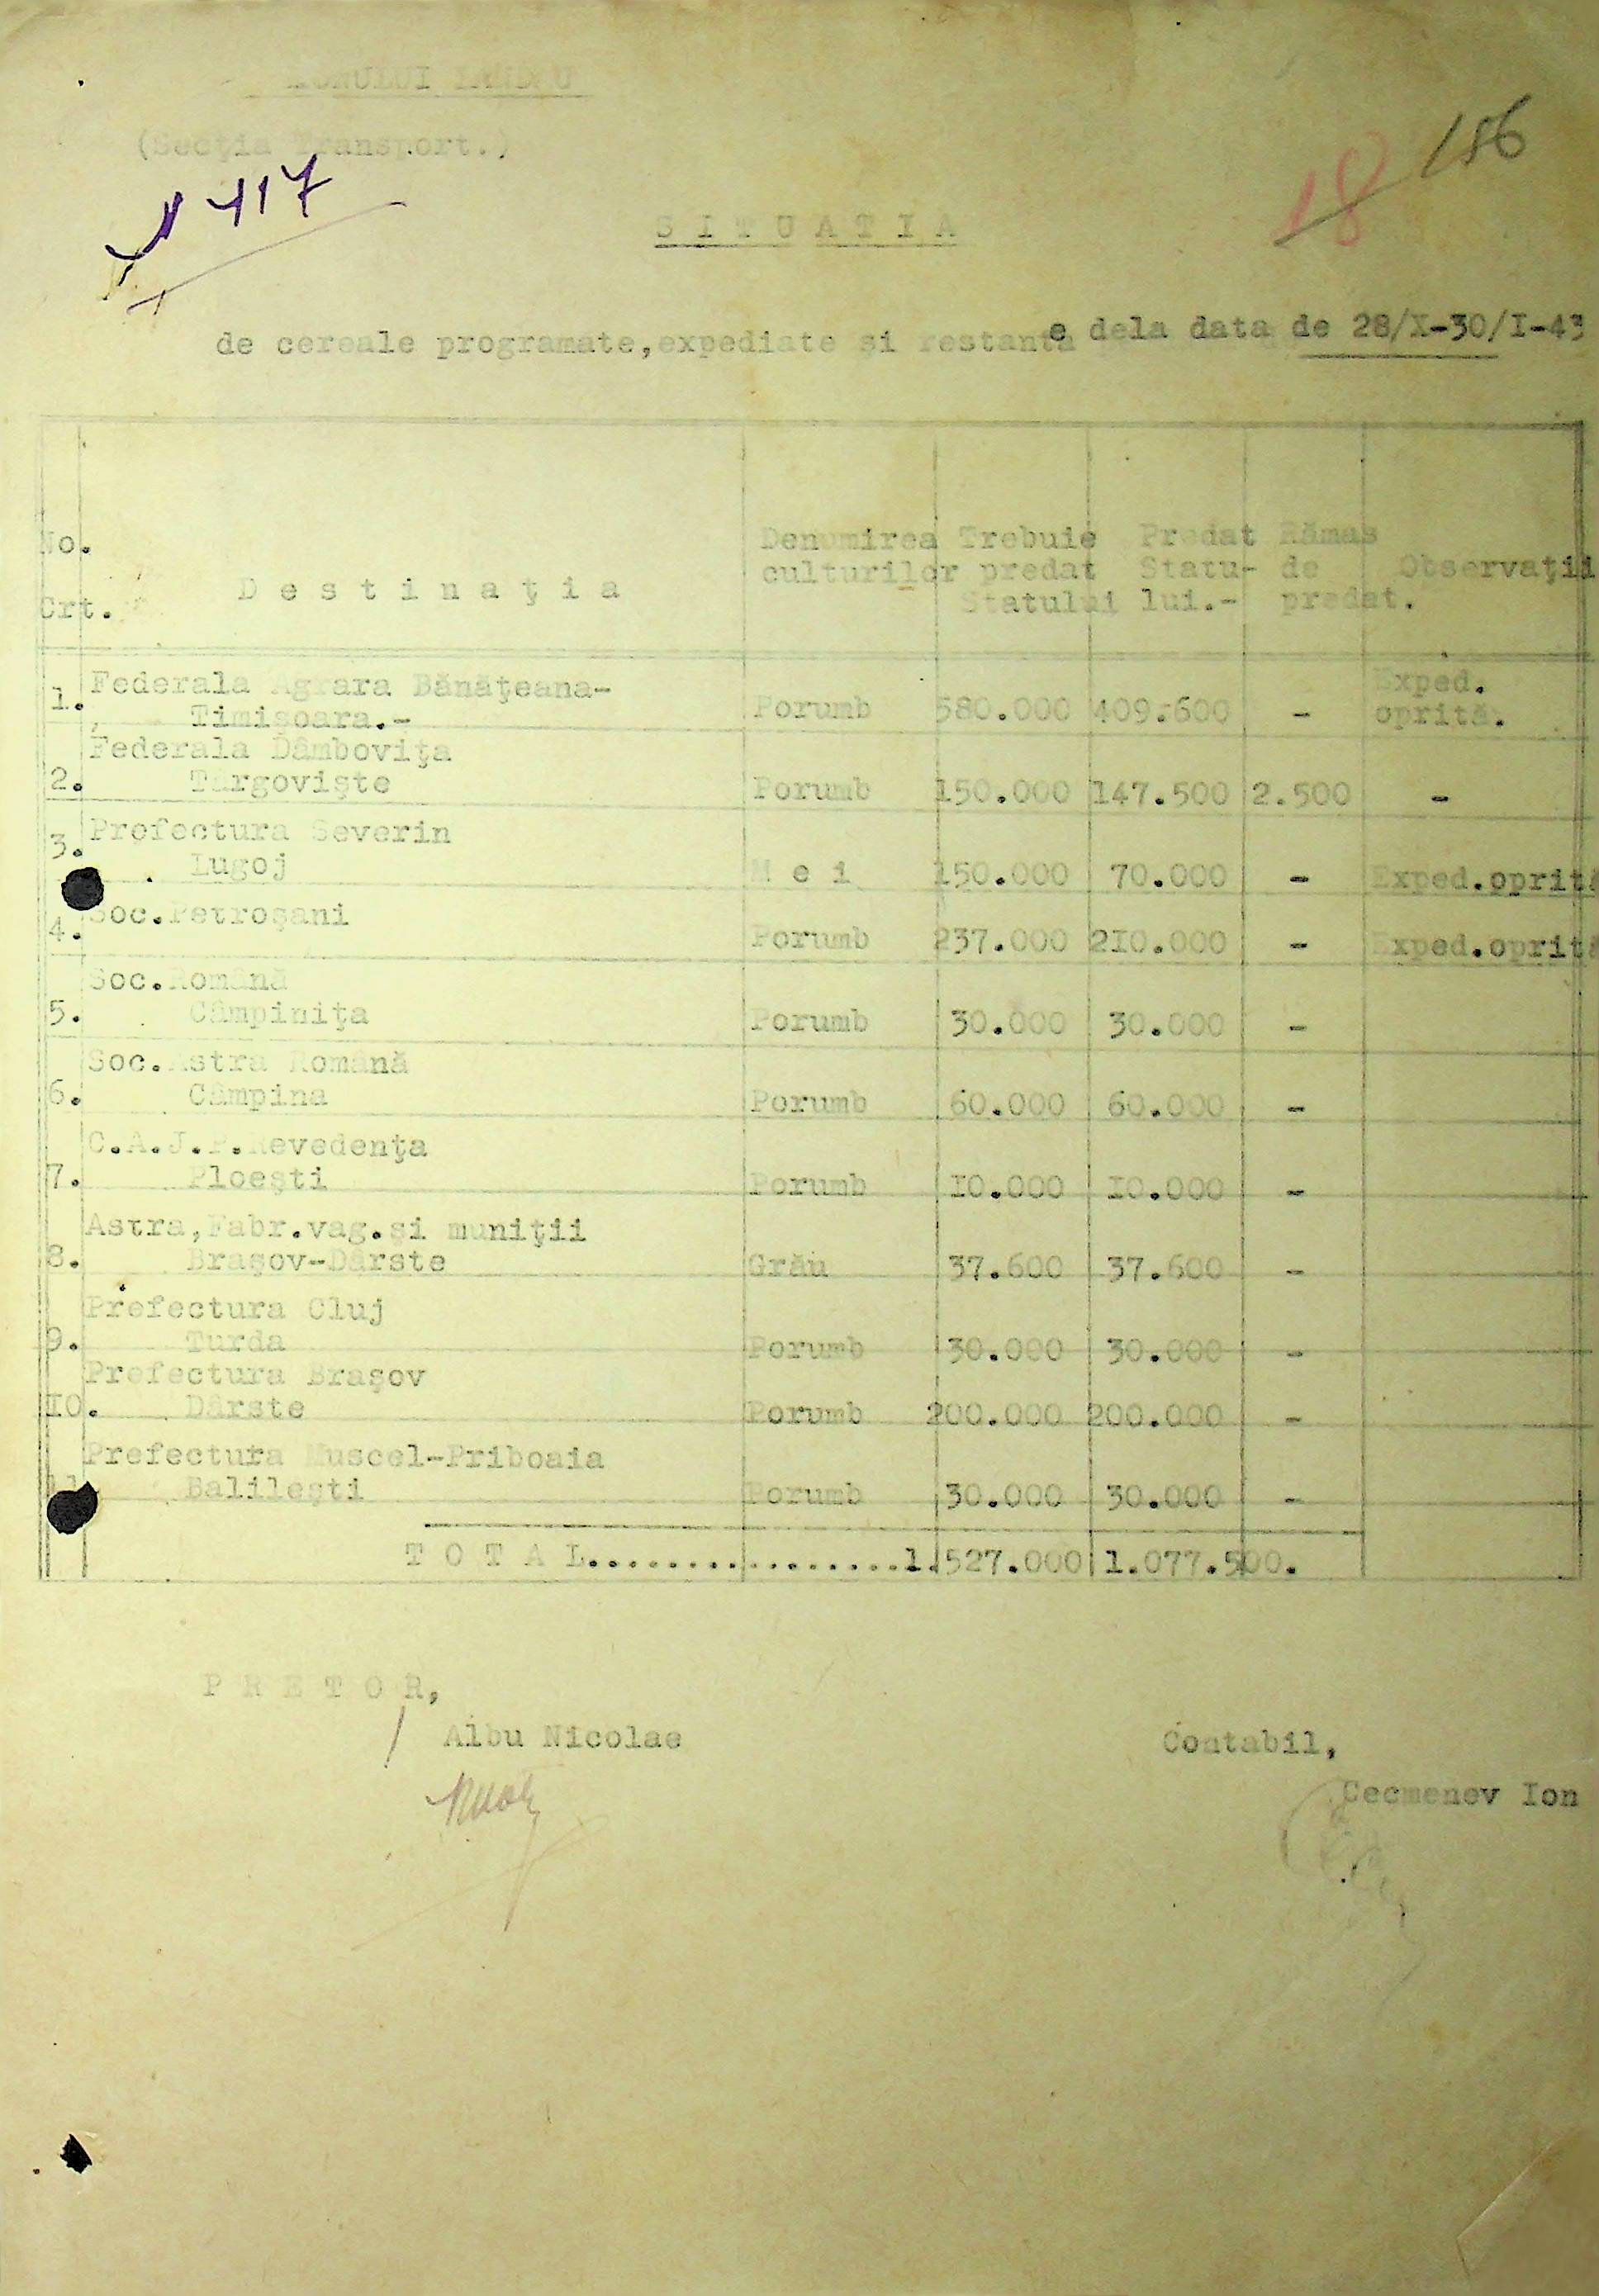 (Secţia Transport.)
417
186
18
S I T U A T I A
de cereale programate,expediate si restante dela data de 28/X-30/I-43
No. Crt. D e s t i n a ţ i a Denumirea culturilor Trebuie predat Statului Predat Statu-lui.- Rămas de predat. Observaţii
1. Federala Agrara Bănăţeana-
Timişoara.- Porumb 580.000 409.600 - Exped. oprită.
Federala Dâmboviţa
2. Târgovişte Porumb 150.000 147.500 2.500 -
3. Prefectura Severin
Lugoj M e i 150.000 70.000 - Exped.oprită
4. Soc.Petroşani Porumb 237.000 210.000 - Exped.oprită
Soc.Română
5. Câmpiniţa Porumb 30.000 30.000 -
Soc.Astra Română
6. Câmpina Porumb 60.000 60.000 -
C.A.J.P.Revedenţa
7. Ploeşti Porumb 10.000 10.000 -
Astra,Fabr.vag.si muniţii
8. Braşov-Dârste Grău 37.600 37.600 -
Prefectura Cluj
9. Turda Porumb 30.000 30.000 -
Prefectura Braşov
10. Dârste Porumb 200.000 200.000 -
Prefectura Muscel-Priboaia
Balileşti Porumb 30.000 30.000 -
T O T A L.................1.527.000 1.077.500.
P R E T O R,
Albu Nicolae
Contabil,
Cecmenev Ion